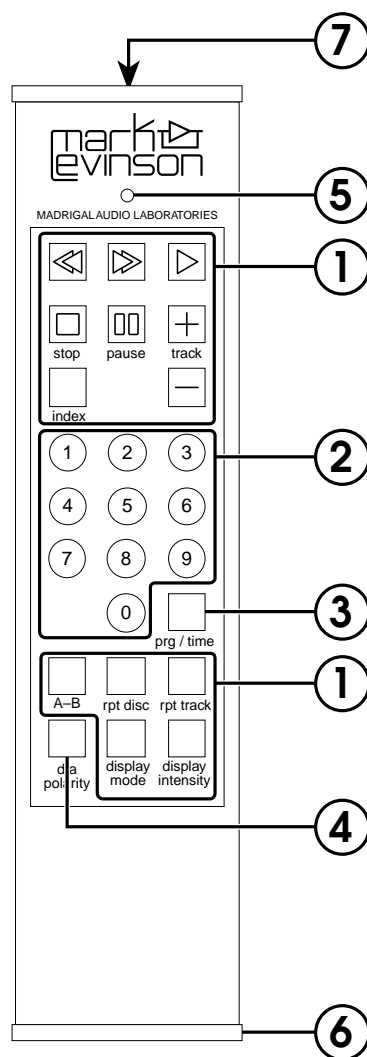 7
mark
levinson
5
MADRIGAL AUDIO LABORATORIES
1
stop pause track
index
1 2 3
2
4 5 6
7 8 9
0
3
prg / time
1
A–B rpt disc rpt track
display display
polarity mode intensity
4
6